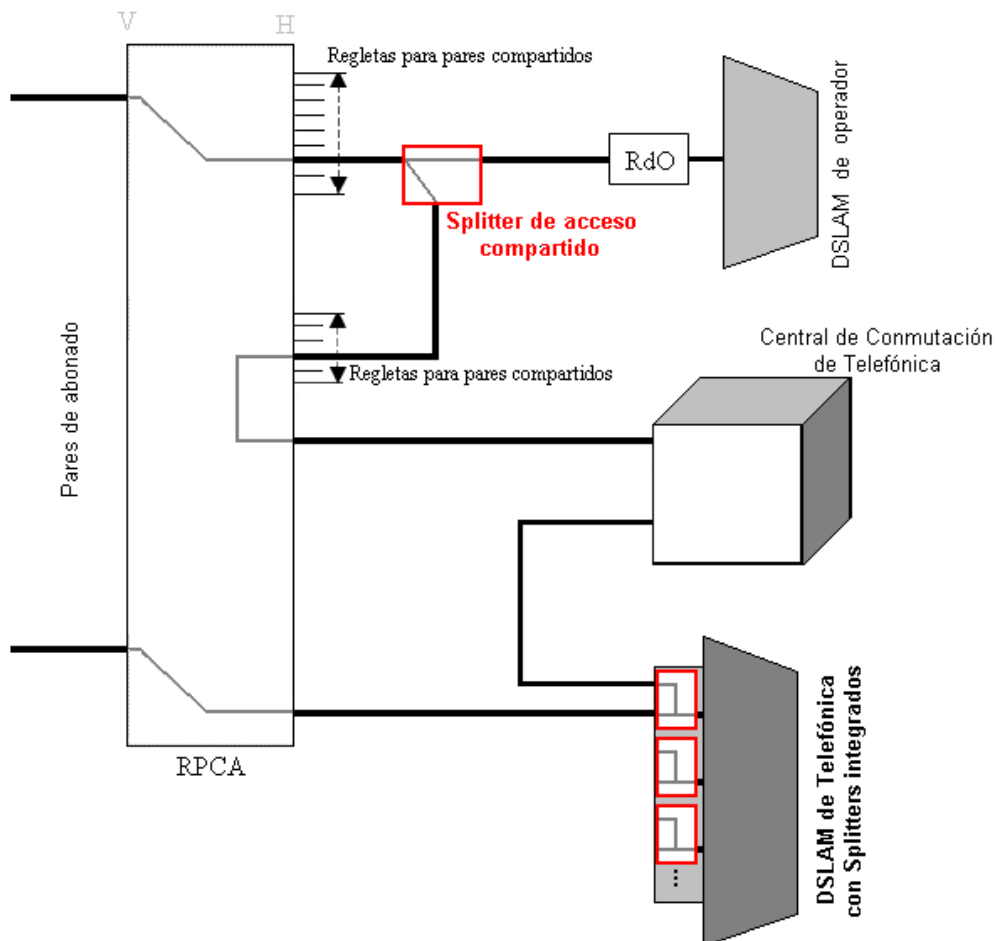 V
H
Regletas para pares compartidos
RdO
DSLAM de operador
Splitter de acceso
compartido
Regletas para pares compartidos
Central de Conmutación
de Telefónica
Pares de abonado
RPCA
DSLAM de Telefónica
con Splitters integrados
...